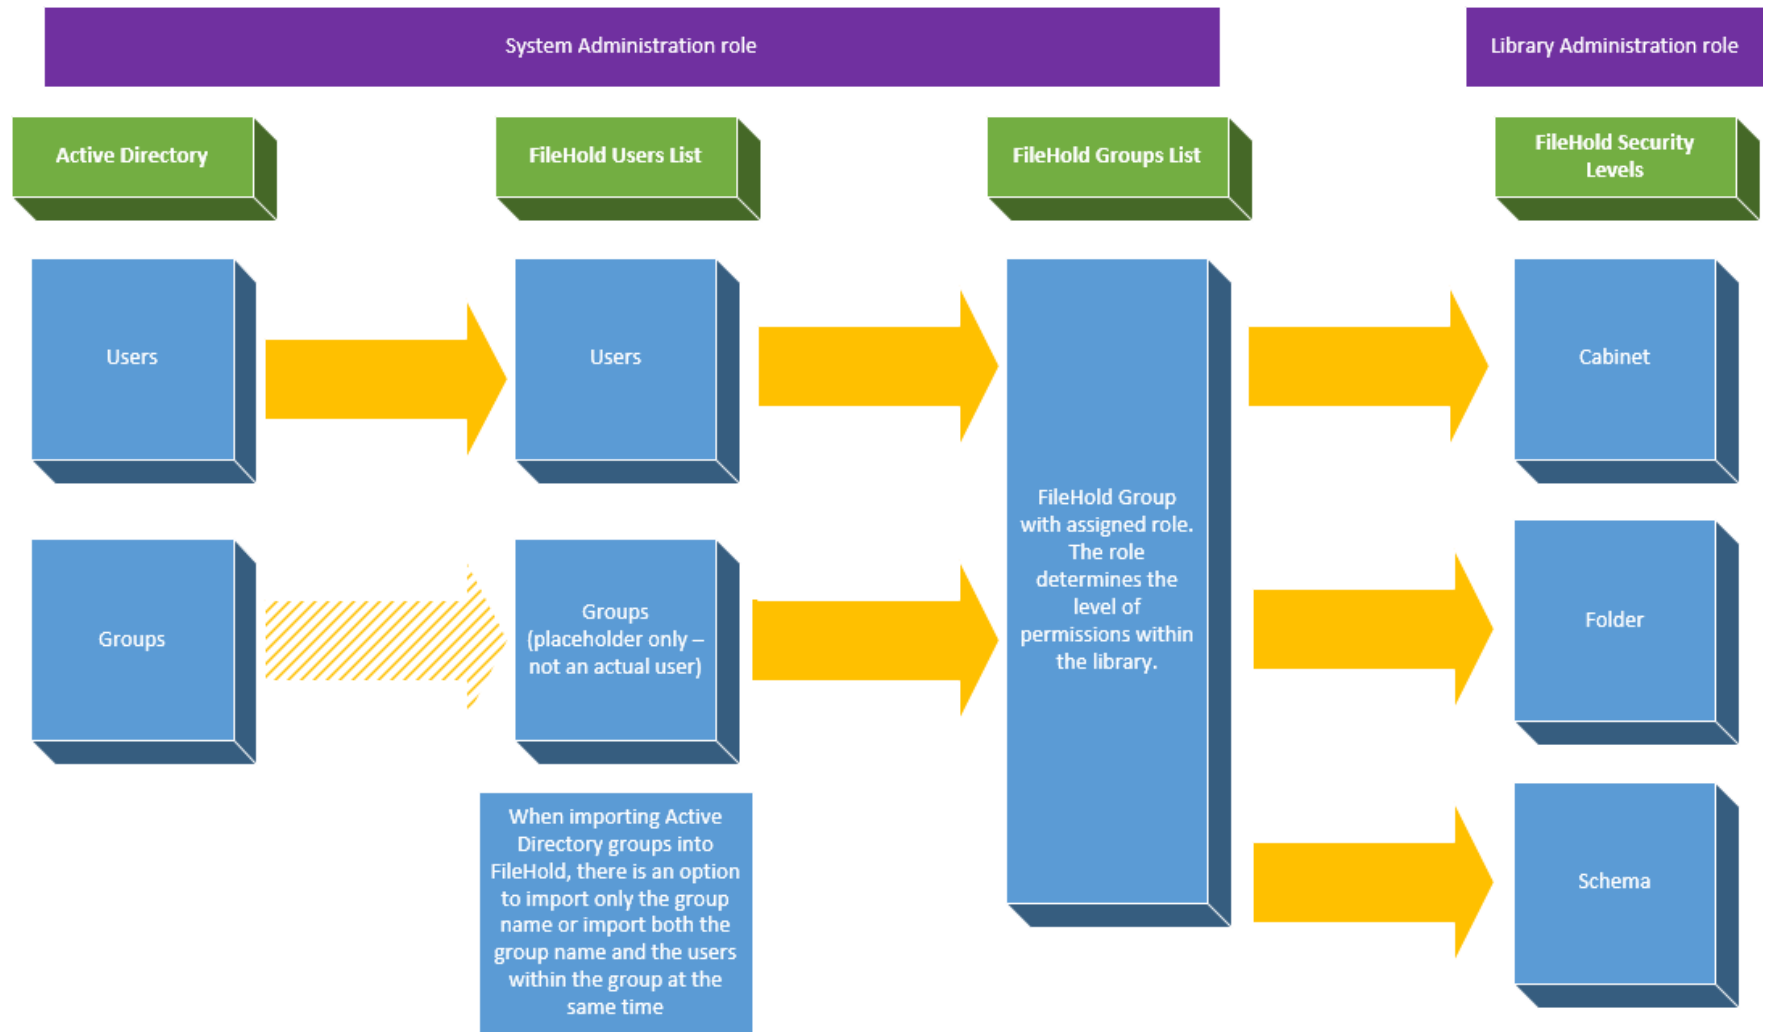 System Administration role
Library Administration role
Active Directory
FileHold Users List
FileHold Groups List
FileHold Security
Levels
Users
Users
Cabinet
Groups
Groups
(placeholder only –
not an actual user)
FileHold Group
with assigned role.
The role
determines the
level of
permissions within
the library.
Folder
When importing Active
Directory groups into
FileHold, there is an option
to import only the group
name or import both the
group name and the users
within the group at the
same time
Schema